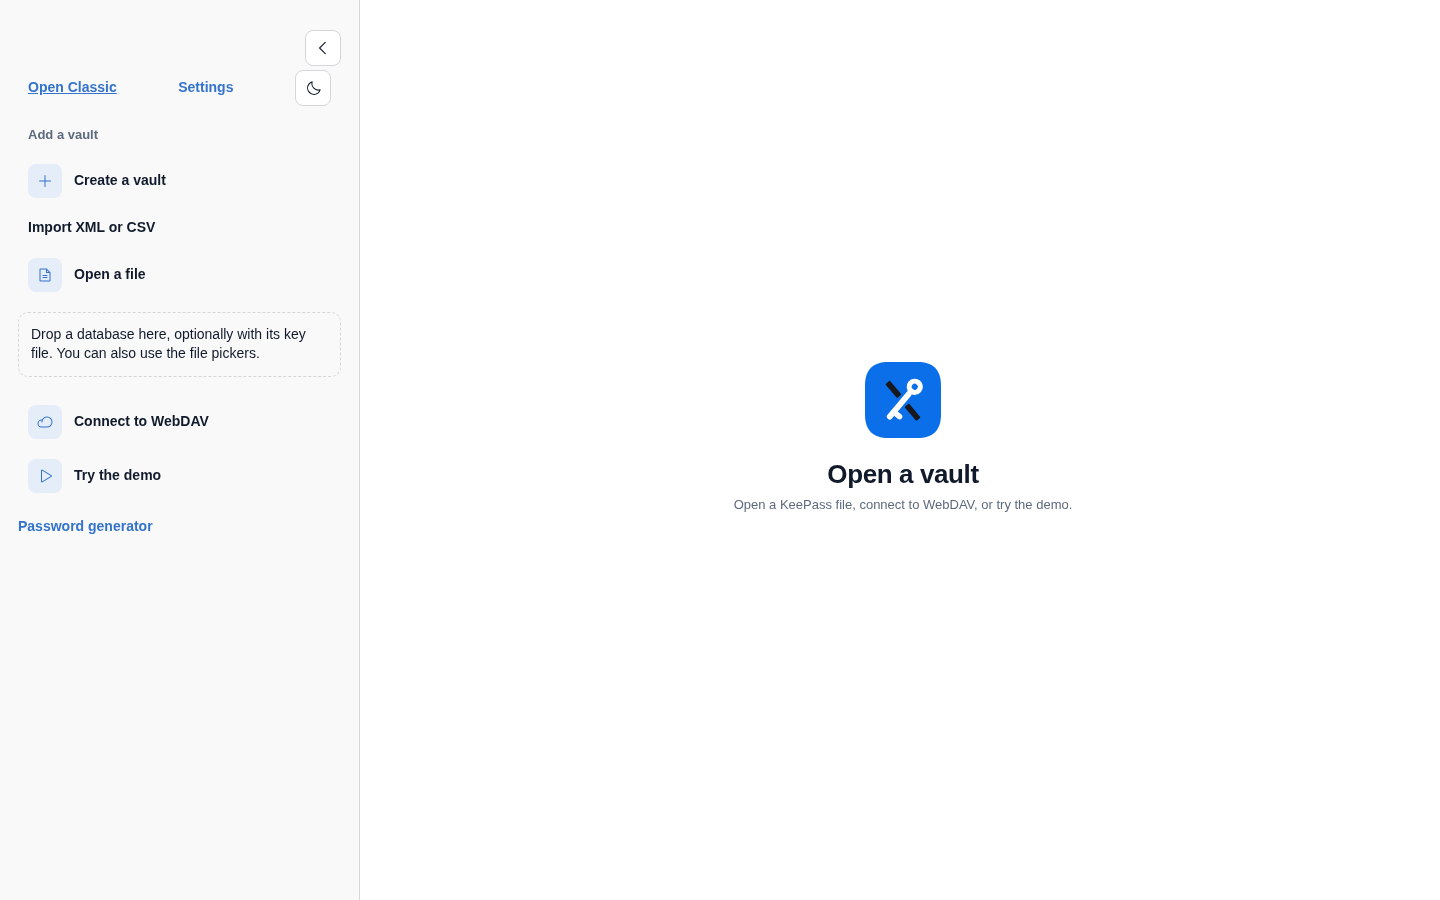 Open Classic
Settings
Add a vault
Create a vault
Import XML or CSV
Open a file
Drop a database here, optionally with its key
file. You can also use the file pickers.
Connect to WebDAV
Try the demo
Password generator
Open a vault
Open a KeePass file, connect to WebDAV, or try the demo.